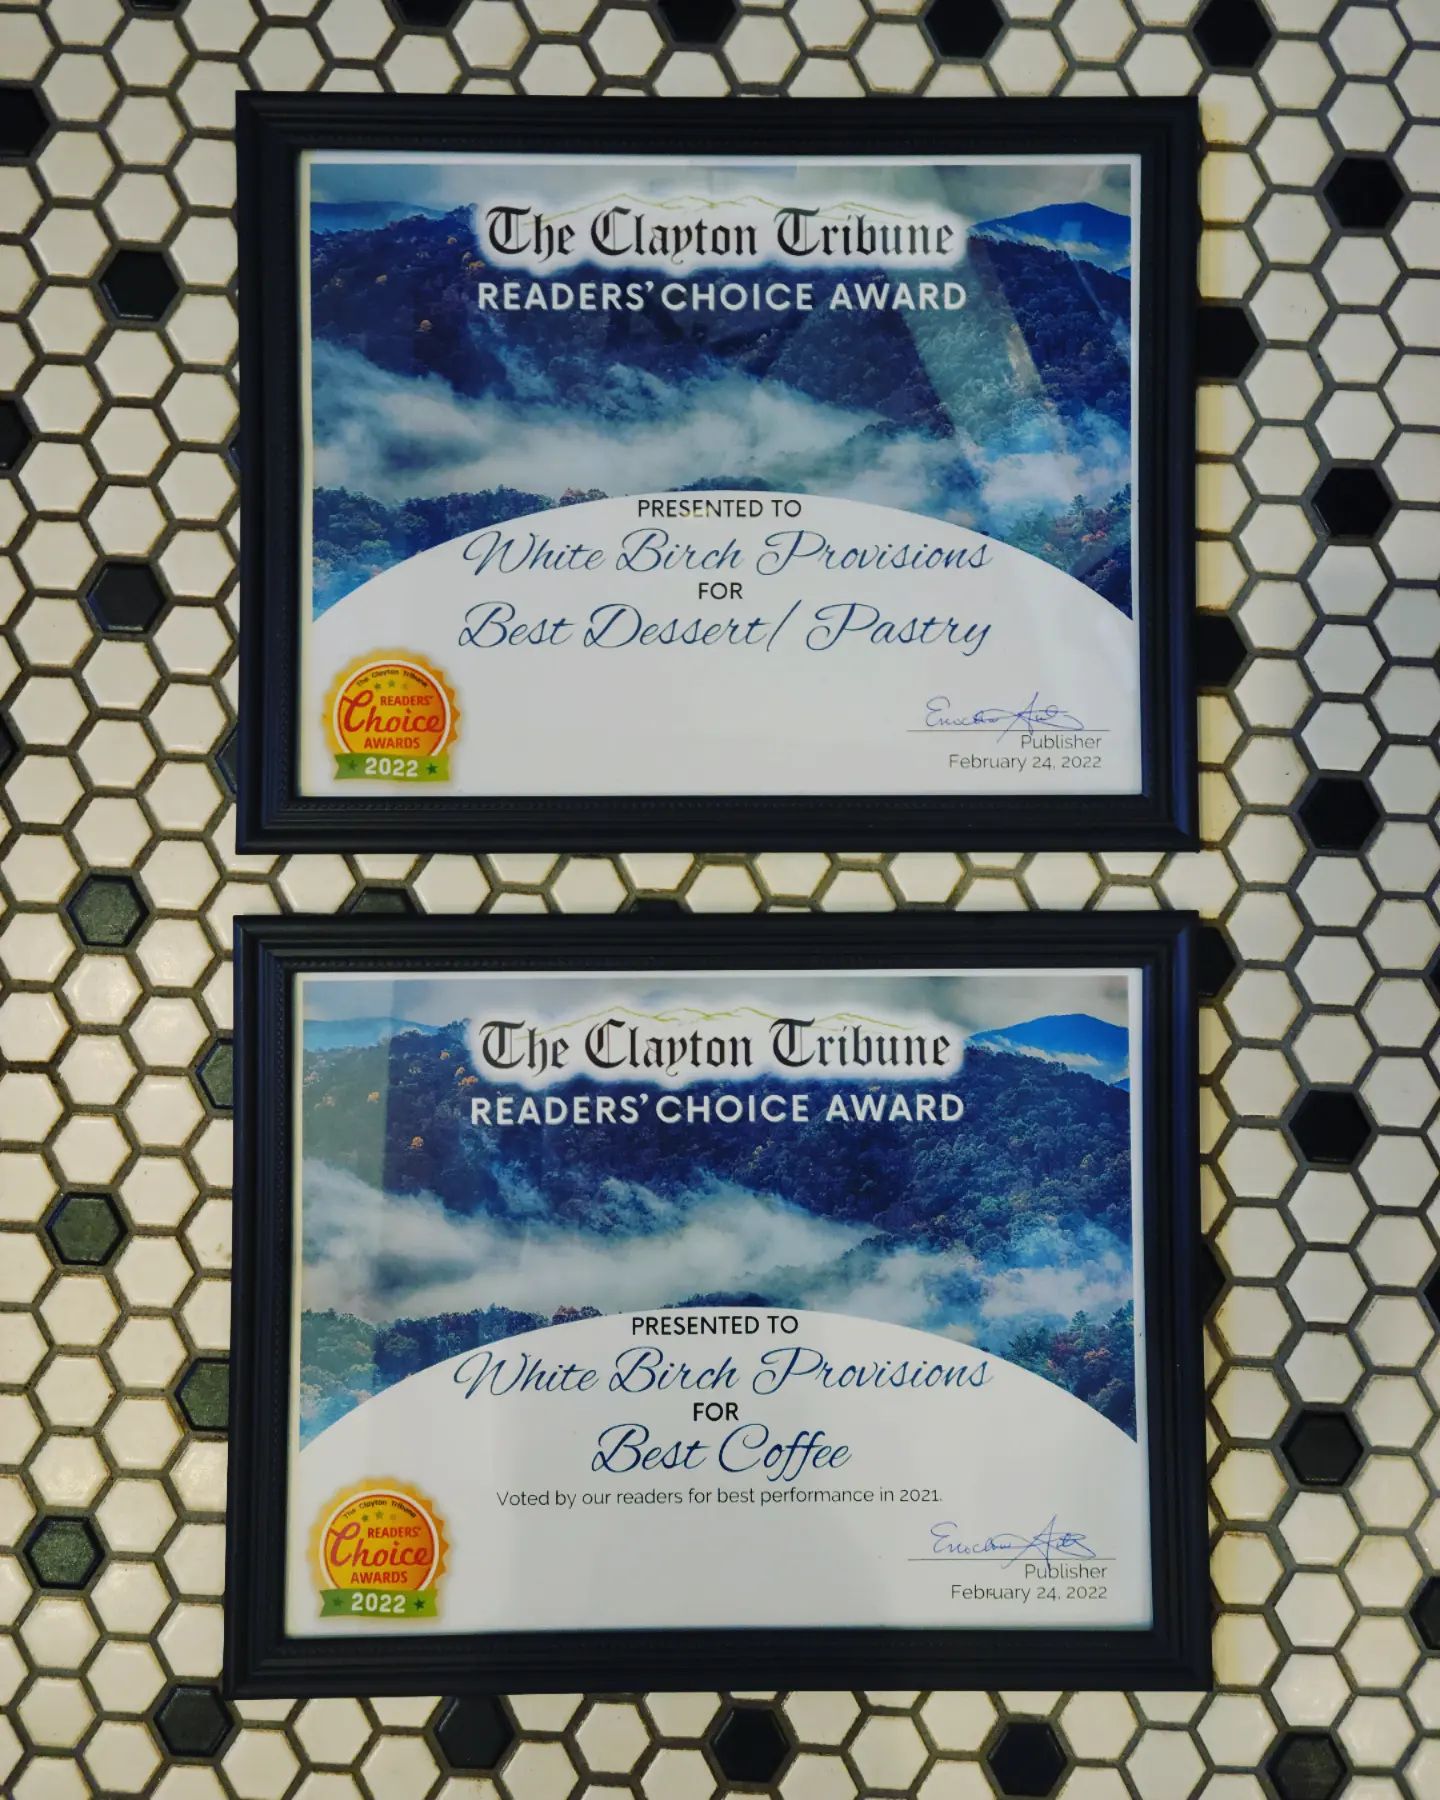 The Clayton Tribune
READERS' CHOICE AWARD
PRESENTED TO
White Birch Provisions
FOR
Best Dessert/ Pastry
The Clayton Tribune
READERS'
Choice
AWARDS
2022
Publisher
February 24, 2022
The Clayton Tribune
READERS' CHOICE AWARD
PRESENTED TO
White Birch Provisions
FOR
Best Coffee
Voted by our readers for best performance in 2021.
The Clayton Tribune
READERS'
Choice
AWARDS
2022
Publisher
February 24, 2022